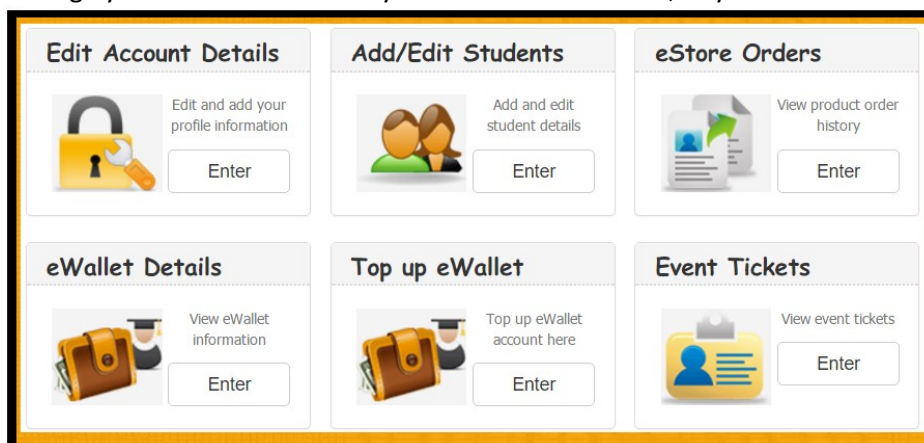 Edit Account Details
Edit and add your
profile information
Enter
Add/Edit Students
Add and edit
student details
Enter
eStore Orders
View product order
history
Enter
eWallet Details
View eWallet
information
Enter
Top up eWallet
Top up eWallet
account here
Enter
Event Tickets
View event tickets
Enter